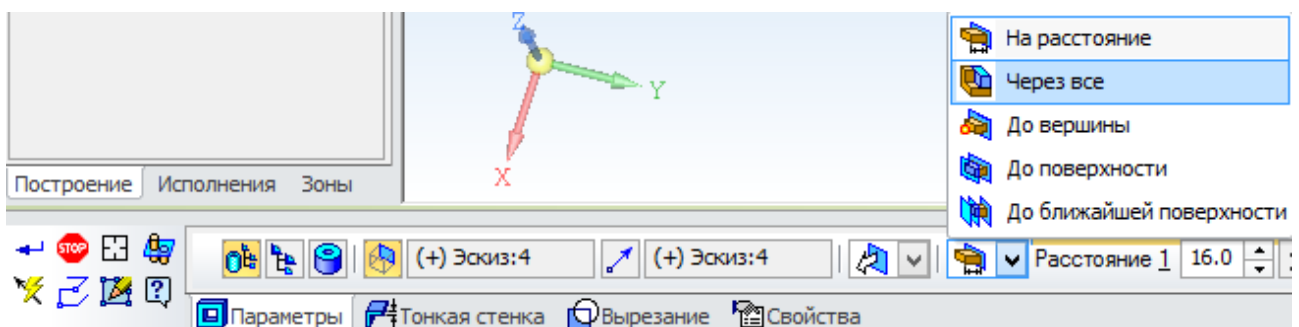 Z
Y
X
На расстояние
Через все
До вершины
До поверхности
До ближайшей поверхности
Построение Исполнения Зоны
STOP (+) Эскиз:4 (+) Эскиз:4 Расстояние 1 16.0
Параметры Тонкая стенка Вырезание Свойства